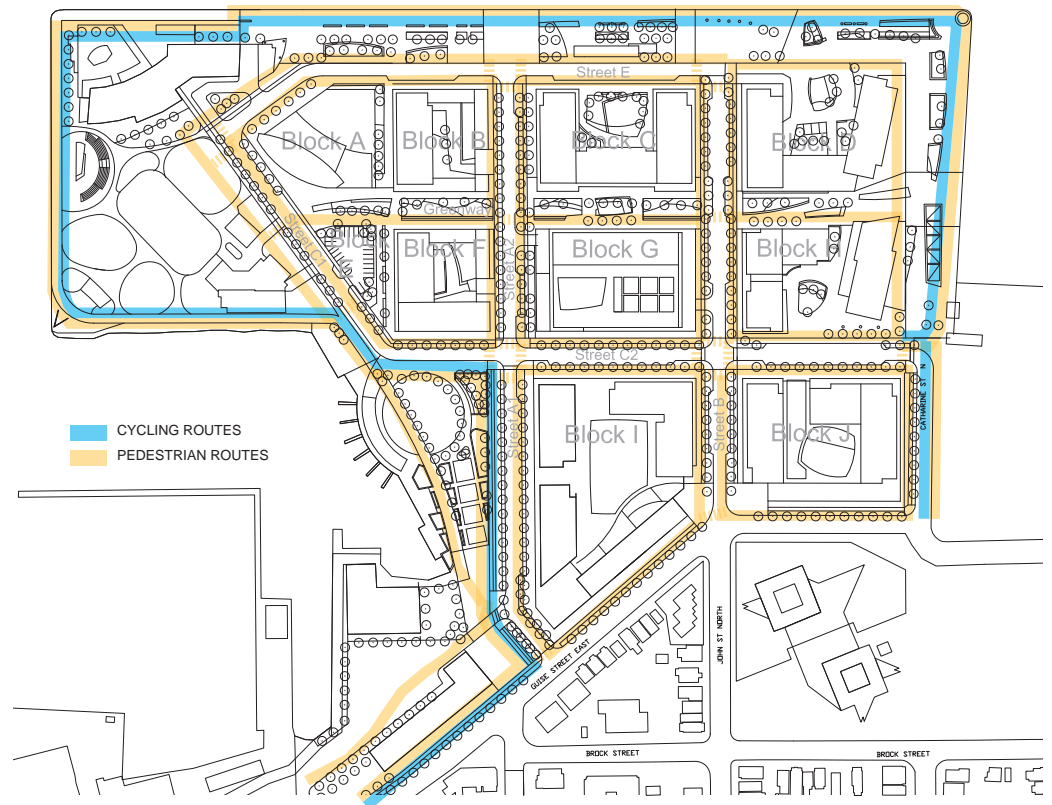 Street E
Block A
Block B
Block C
Block D
Greenway
Street C1
Block
Block F
Street A2
Block G
Block H
Street C2
CATHARINE ST N
CYCLING ROUTES
PEDESTRIAN ROUTES
Street A1
Block I
Street B
Block J
GUISE STREET EAST
JOHN ST NORTH
BROCK STREET
BROCK STREET